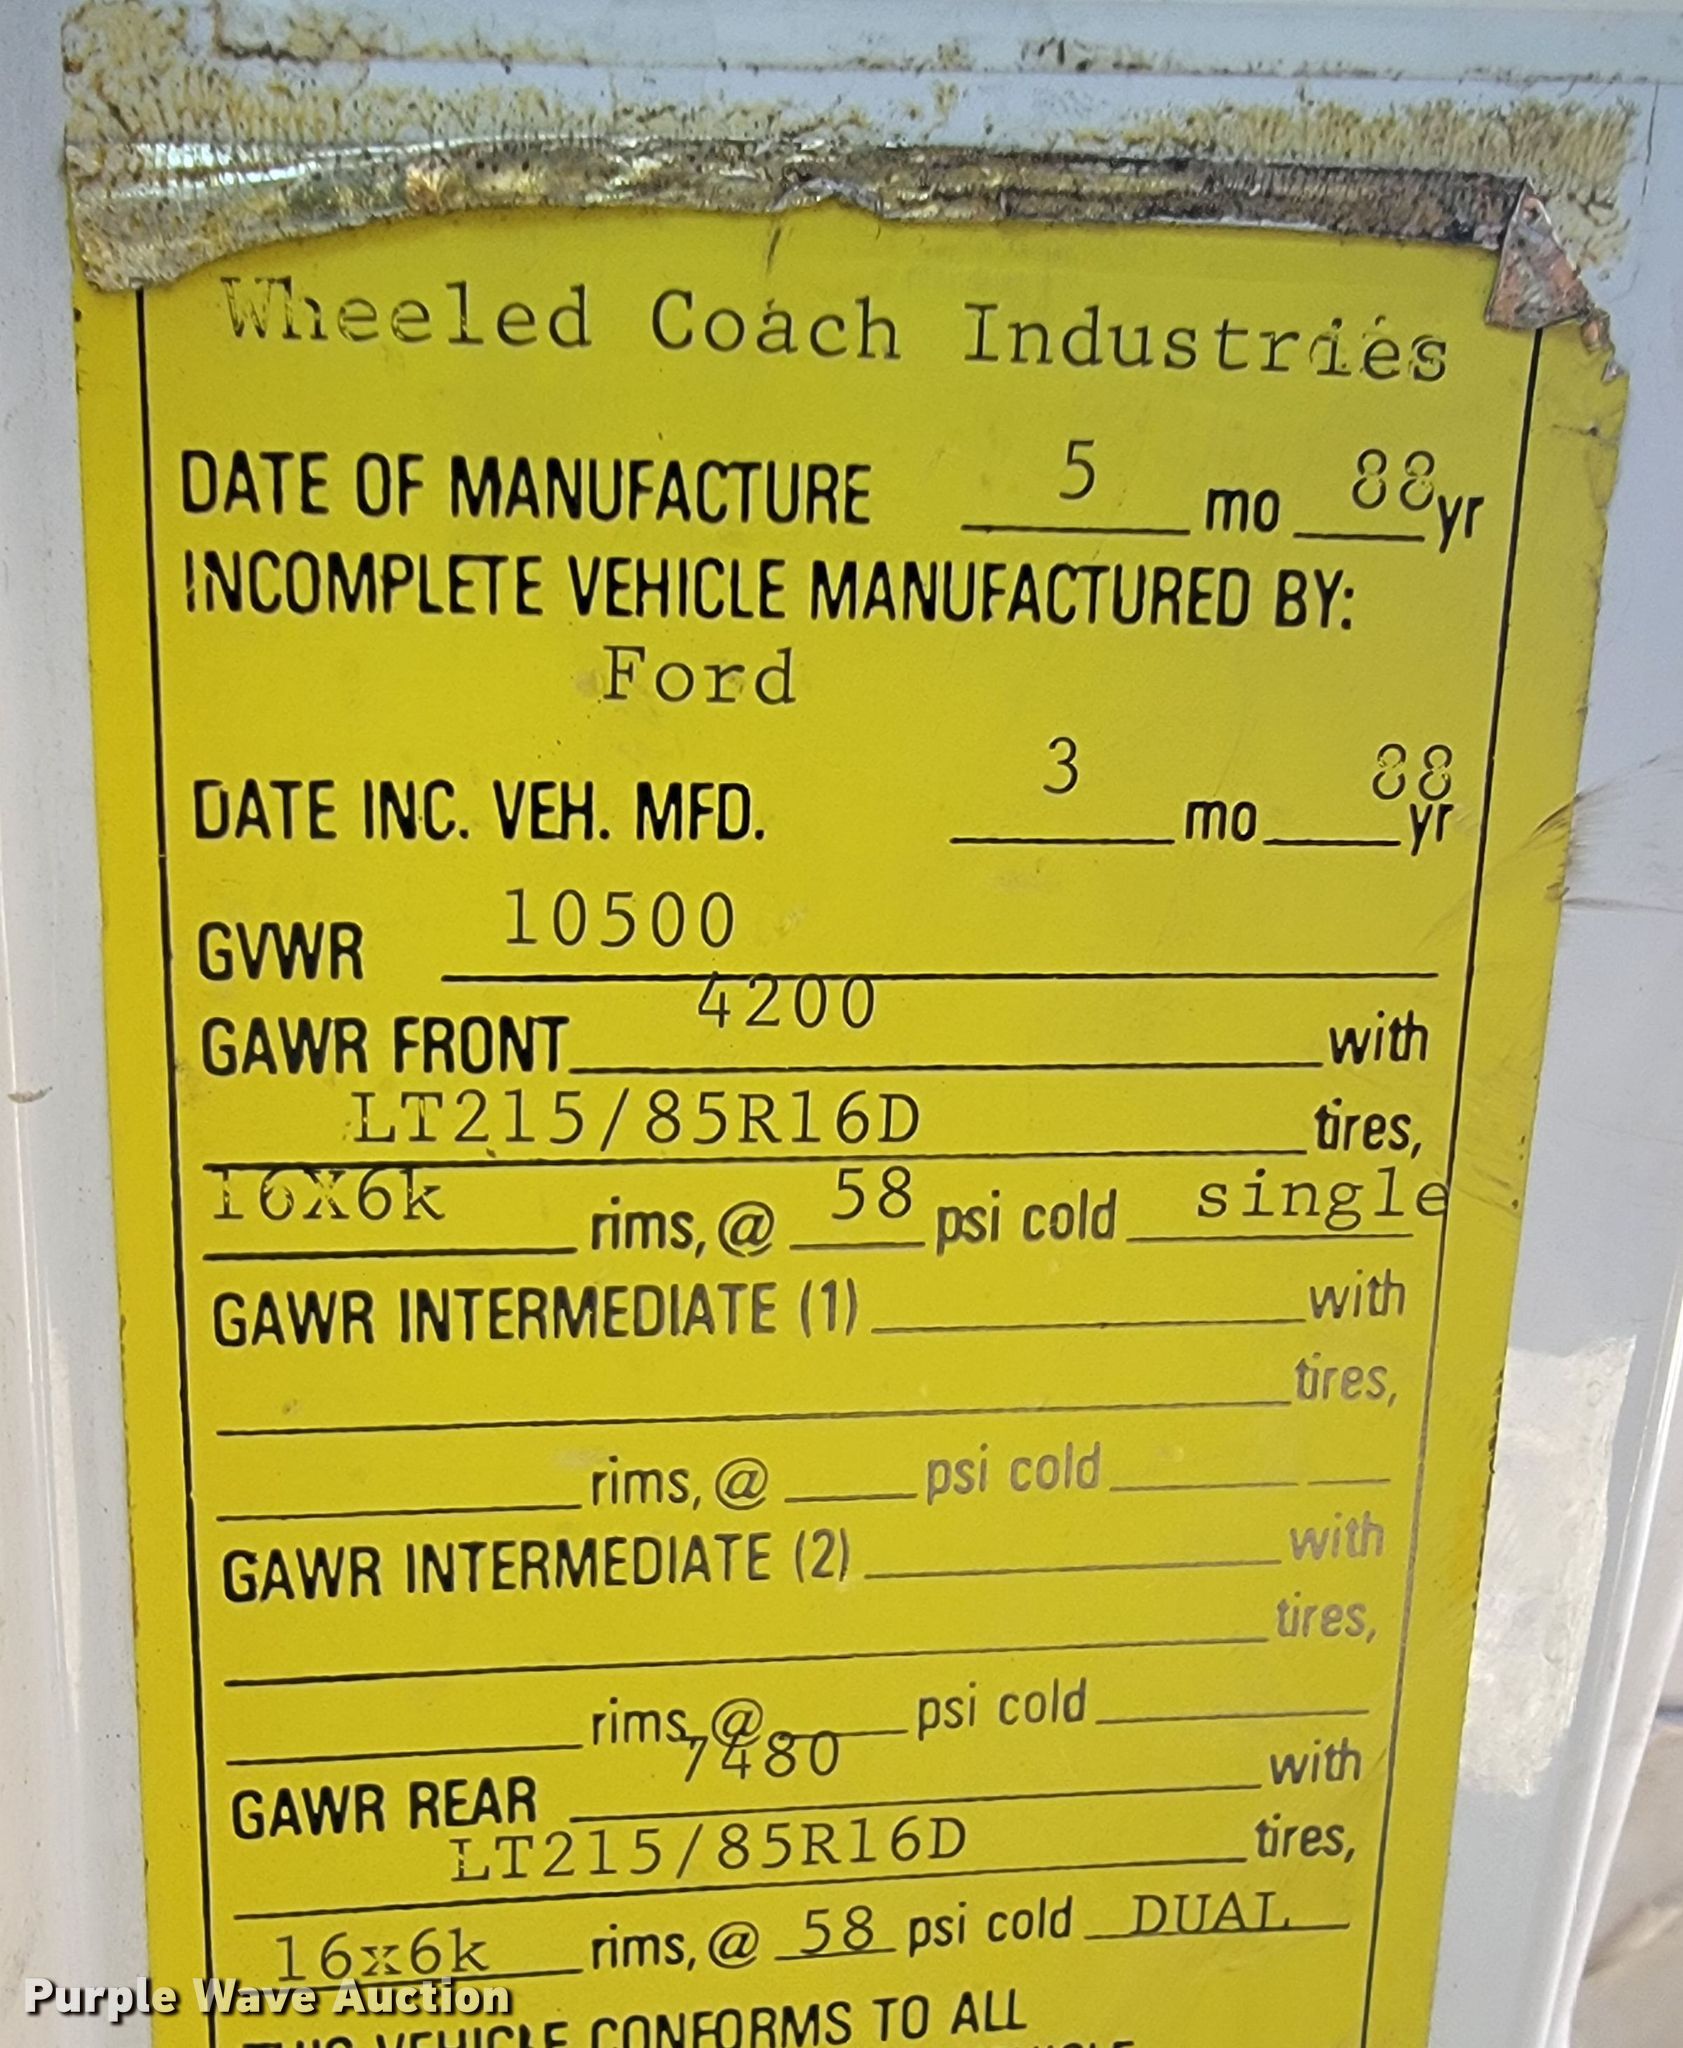 Wheeled Coach Industries
DATE OF MANUFACTURE 5 mo 88 yr
INCOMPLETE VEHICLE MANUFACTURED BY:
Ford
DATE INC. VEH. MFD. 3 mo 88 yr
GVWR 10500
GAWR FRONT 4200 with
LT215/85R16D tires,
16X6k rims, @ 58 psi cold single
GAWR INTERMEDIATE (1) with
tires,
rims, @ psi cold
GAWR INTERMEDIATE (2) with
tires,
rims, @ psi cold
GAWR REAR 7480 with
LT215/85R16D tires,
16x6k rims, @ 58 psi cold DUAL
THIS VEHICLE CONFORMS TO ALL
Purple Wave Auction